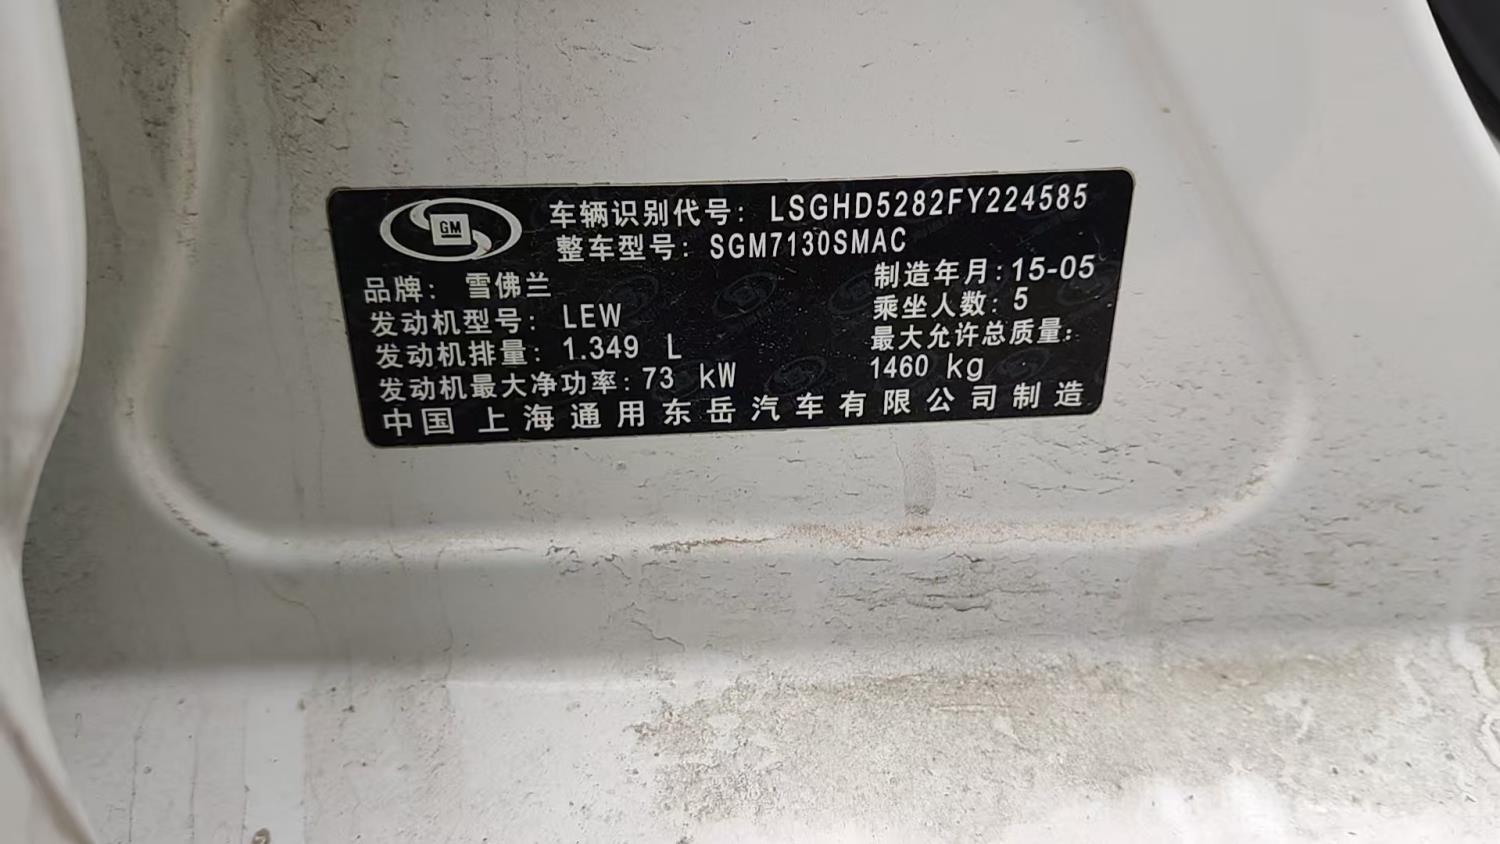 GM
车辆识别代号: LSGHD5282FY224585
整车型号: SGM7130SMAC
品牌: 雪佛兰
制造年月: 15-05
发动机型号: LEW
乘坐人数: 5
发动机排量: 1.349 L
最大允许总质量:
1460 kg
发动机最大净功率: 73 kW
中国 上海通用东岳汽车有限公司制造